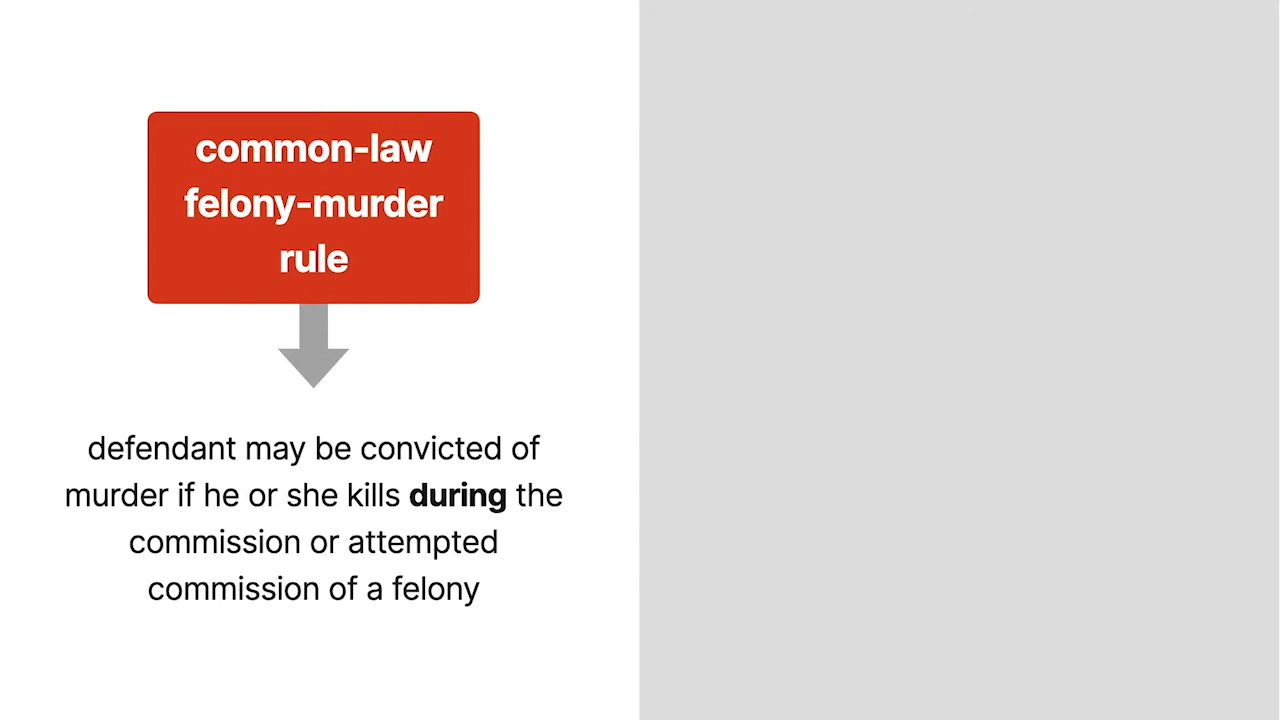 common-law
felony-murder
rule
defendant may be convicted of
murder if he or she kills during the
commission or attempted
commission of a felony